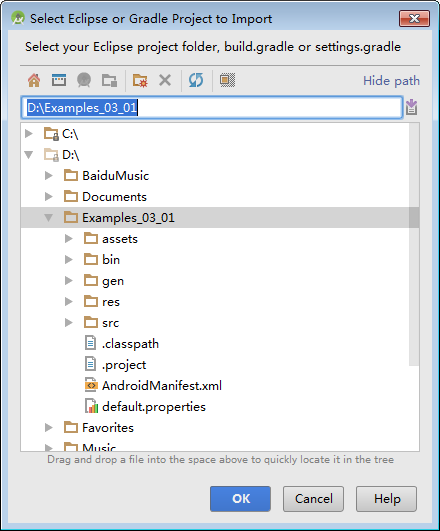 Select Eclipse or Gradle Project to Import
Select your Eclipse project folder, build.gradle or settings.gradle
Hide path
D:\Examples_03_01
C:\
D:\
BaiduMusic
Documents
Examples_03_01
assets
bin
gen
res
src
.classpath
.project
AndroidManifest.xml
default.properties
Favorites
Music
Drag and drop a file into the space above to quickly locate it in the tree
OK Cancel Help